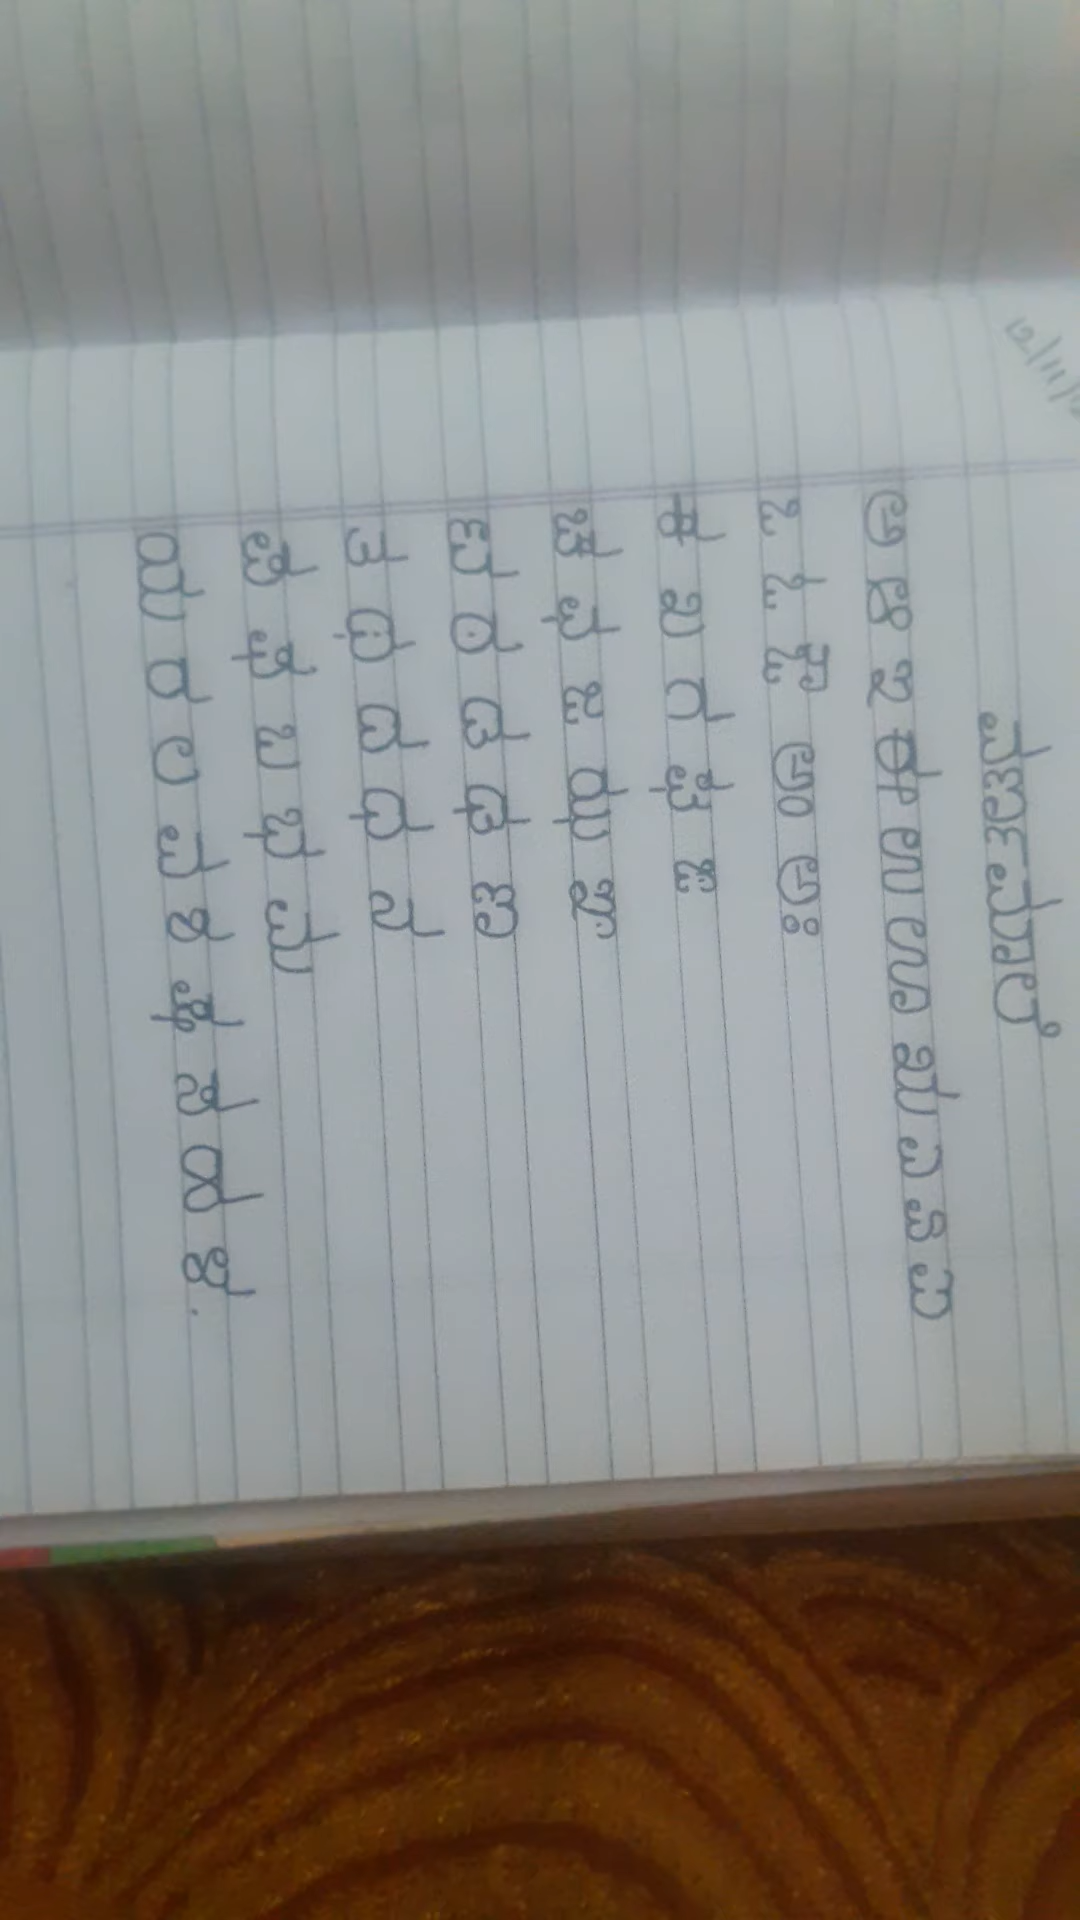 ವರ್ಣಮಾಲೆ
ಅ ಆ ಇ ಈ ಉ ಊ ಋ ಎ ಏ ಐ
ಒ ಓ ಔ ಅಂ ಅಃ
ಕ ಖ ಗ ಘ ಙ
ಚ ಛ ಜ ಝ ಞ
ಟ ಠ ಡ ಢ ಣ
ತ ಥ ದ ಧ ನ
ಪ ಫ ಬ ಭ ಮ
ಯ ರ ಲ ವ ಶ ಷ ಸ ಹ ಳ.